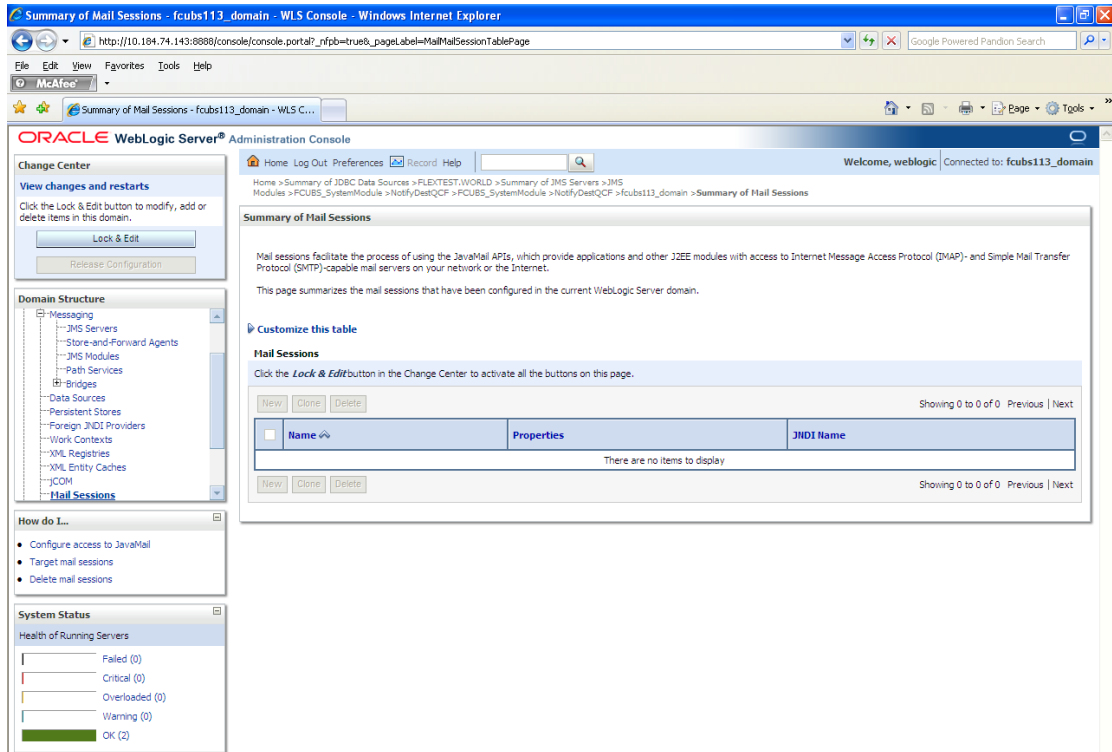 Summary of Mail Sessions - fcubs113_domain - WLS Console - Windows Internet Explorer
http://10.184.74.143:8888/console/console.portal?_nfpb=true&_pageLabel=MailMailSessionTablePage
Google Powered Pandion Search
File Edit View Favorites Tools Help
McAfee
Summary of Mail Sessions - fcubs113_domain - WLS C...
Page Tools »
ORACLE WebLogic Server® Administration Console
Change Center
View changes and restarts
Click the Lock & Edit button to modify, add or
delete items in this domain.
Lock & Edit
Release Configuration
Domain Structure
Messaging
JMS Servers
Store-and-Forward Agents
JMS Modules
Path Services
Bridges
Data Sources
Persistent Stores
Foreign JNDI Providers
Work Contexts
XML Registries
XML Entity Caches
jCOM
Mail Sessions
How do I...
Configure access to JavaMail
Target mail sessions
Delete mail sessions
System Status
Health of Running Servers
Failed (0)
Critical (0)
Overloaded (0)
Warning (0)
OK (2)
Home Log Out Preferences Record Help
Welcome, weblogic Connected to: fcubs113_domain
Home >Summary of JDBC Data Sources >FLEXTEST.WORLD >Summary of JMS Servers >JMS
Modules >FCUBS_SystemModule >NotifyDestQCF >FCUBS_SystemModule >NotifyDestQCF >fcubs113_domain >Summary of Mail Sessions
Summary of Mail Sessions
Mail sessions facilitate the process of using the JavaMail APIs, which provide applications and other J2EE modules with access to Internet Message Access Protocol (IMAP)- and Simple Mail Transfer
Protocol (SMTP)-capable mail servers on your network or the Internet.
This page summarizes the mail sessions that have been configured in the current WebLogic Server domain.
Customize this table
Mail Sessions
Click the Lock & Edit button in the Change Center to activate all the buttons on this page.
New Clone Delete Showing 0 to 0 of 0 Previous | Next
Name Properties JNDI Name
There are no items to display
New Clone Delete Showing 0 to 0 of 0 Previous | Next